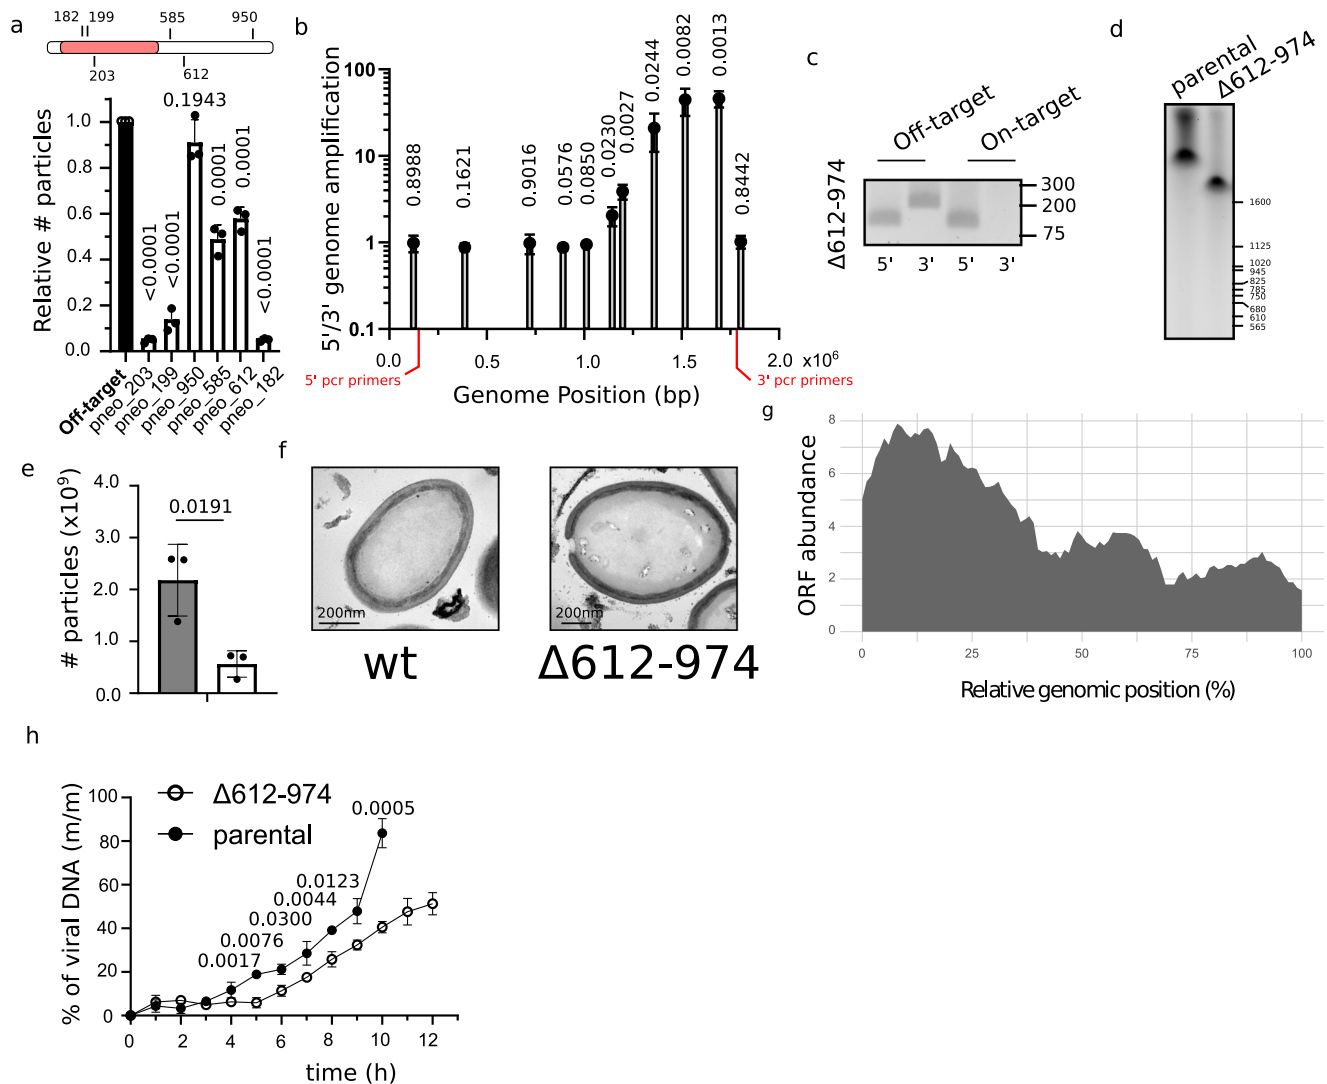 a
182 199 585 950
203 612
Relative # particles
1.0
0.8
0.6
0.4
0.2
0.0
<0.0001
<0.0001
0.1943
0.0001
0.0001
<0.0001
Off-target
pneo_203
pneo_199
pneo_950
pneo_585
pneo_612
pneo_182
b
5'/3' genome amplification
100
10
1
0.1
0.8988
0.1621
0.9016
0.0576
0.0850
0.0230
0.0027
0.0244
0.0082
0.0013
0.8442
0.0 0.5 1.0 1.5 2.0 x10⁶
5' pcr primers
3' pcr primers
Genome Position (bp)
c
Off-target
On-target
Δ612-974
300
200
75
5' 3' 5' 3'
d
parental
Δ612-974
1600
1125
1020
945
825
785
750
680
610
565
e
# particles (x10⁹)
4.0
3.0
2.0
1.0
0.0
0.0191
f
200nm
200nm
wt
Δ612-974
g
ORF abundance
8
6
4
2
0
0 25 50 75 100
Relative genomic position (%)
h
% of viral DNA (m/m)
100
80
60
40
20
0
Δ612-974
parental
0.0017
0.0076
0.0300
0.0044
0.0123
0.0005
0 2 4 6 8 10 12
time (h)